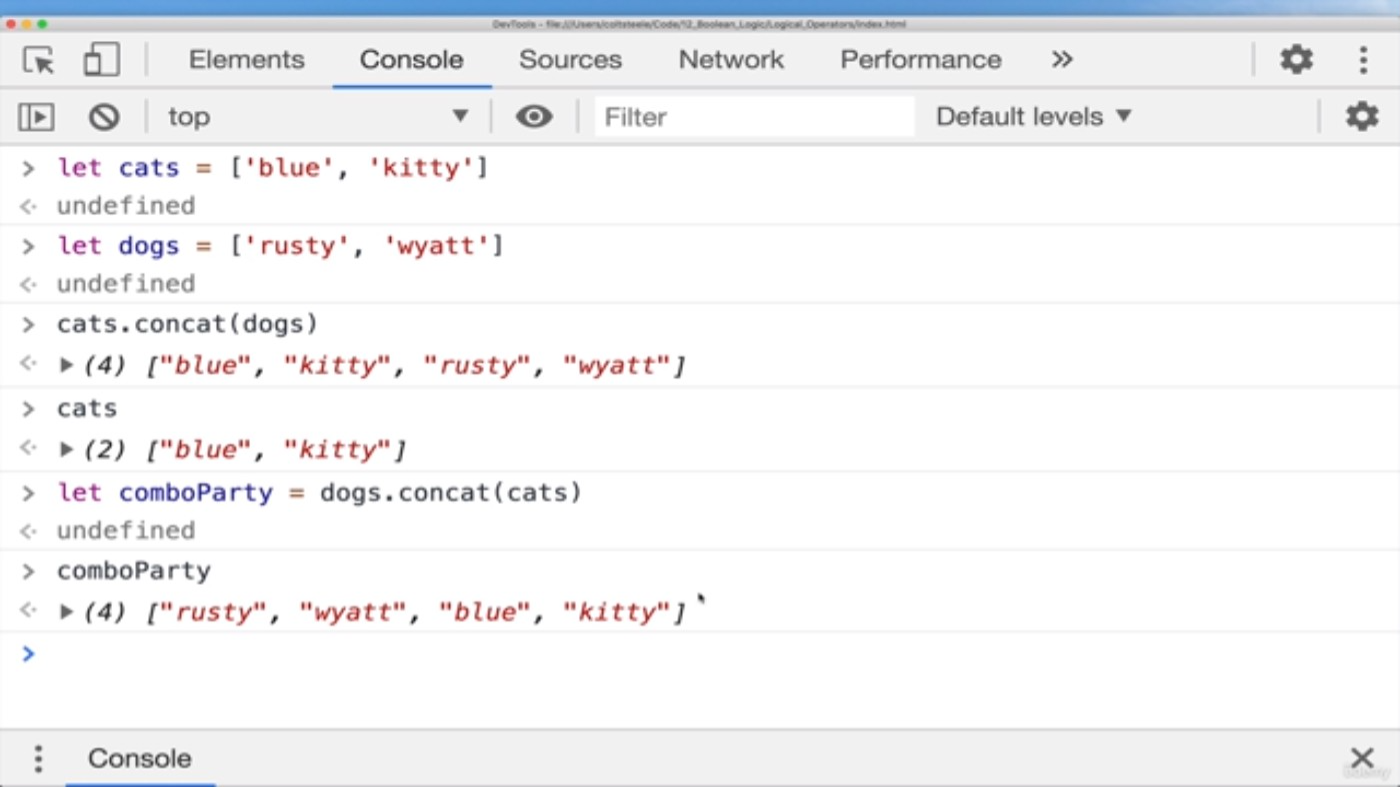 DevTools - file:///Users/coltsteele/Code/12_Boolean_Logic/Logical_Operators/index.html
Elements Console Sources Network Performance »
top ▼ Filter Default levels ▼
> let cats = ['blue', 'kitty']
<· undefined
> let dogs = ['rusty', 'wyatt']
<· undefined
> cats.concat(dogs)
<· ▶(4) ["blue", "kitty", "rusty", "wyatt"]
> cats
<· ▶(2) ["blue", "kitty"]
> let comboParty = dogs.concat(cats)
<· undefined
> comboParty
<· ▶(4) ["rusty", "wyatt", "blue", "kitty"]
>
Console
udemy